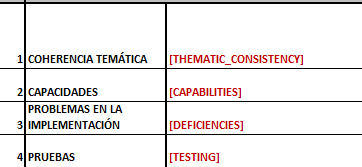 1 COHERENCIA TEMÁTICA [THEMATIC_CONSISTENCY]
2 CAPACIDADES [CAPABILITIES]
PROBLEMAS EN LA
3 IMPLEMENTACIÓN [DEFICIENCIES]
4 PRUEBAS [TESTING]